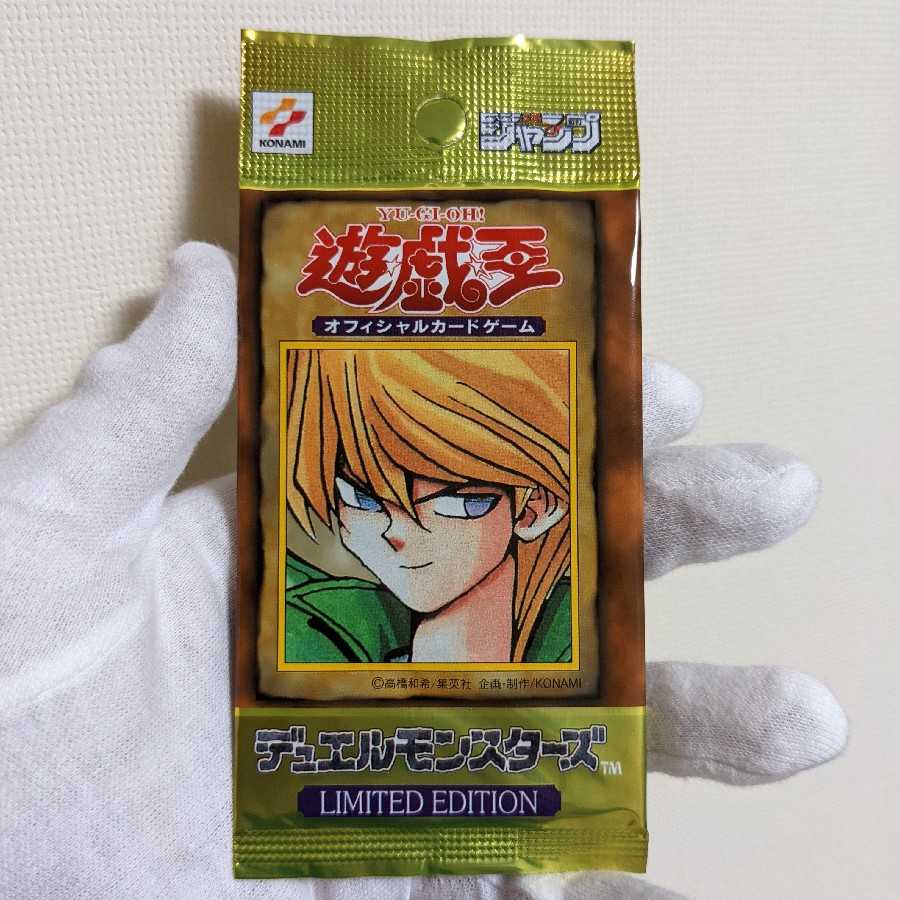 KONAMI
ジャンプ
YU-GI-OH!
遊戯王
オフィシャルカードゲーム
©高橋和希/集英社 企画・制作/KONAMI
デュエルモンスターズ™
LIMITED EDITION